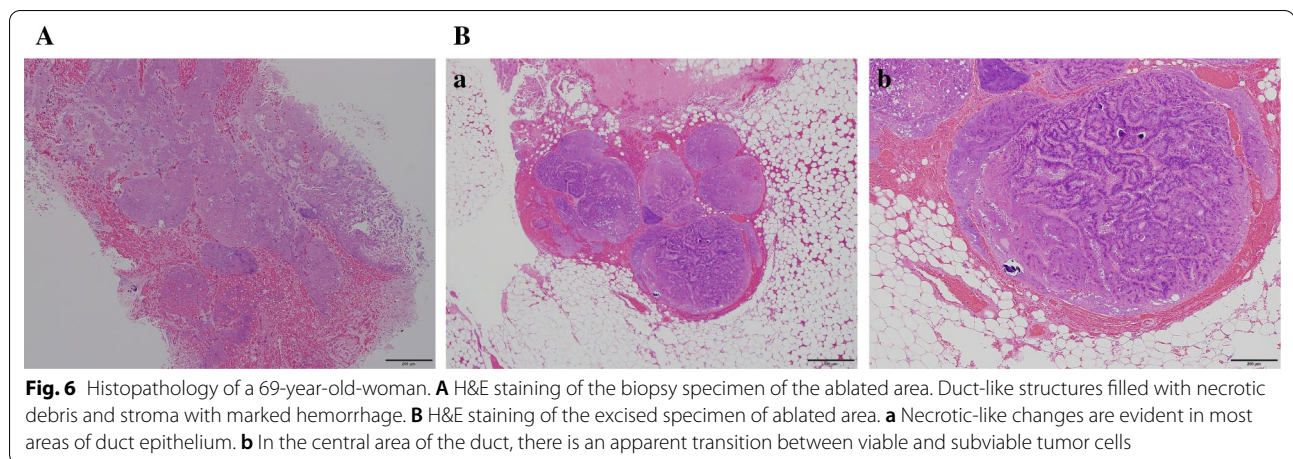 A
B
a
b
Fig. 6 Histopathology of a 69-year-old-woman. A H&E staining of the biopsy specimen of the ablated area. Duct-like structures filled with necrotic
debris and stroma with marked hemorrhage. B H&E staining of the excised specimen of ablated area. a Necrotic-like changes are evident in most
areas of duct epithelium. b In the central area of the duct, there is an apparent transition between viable and subviable tumor cells